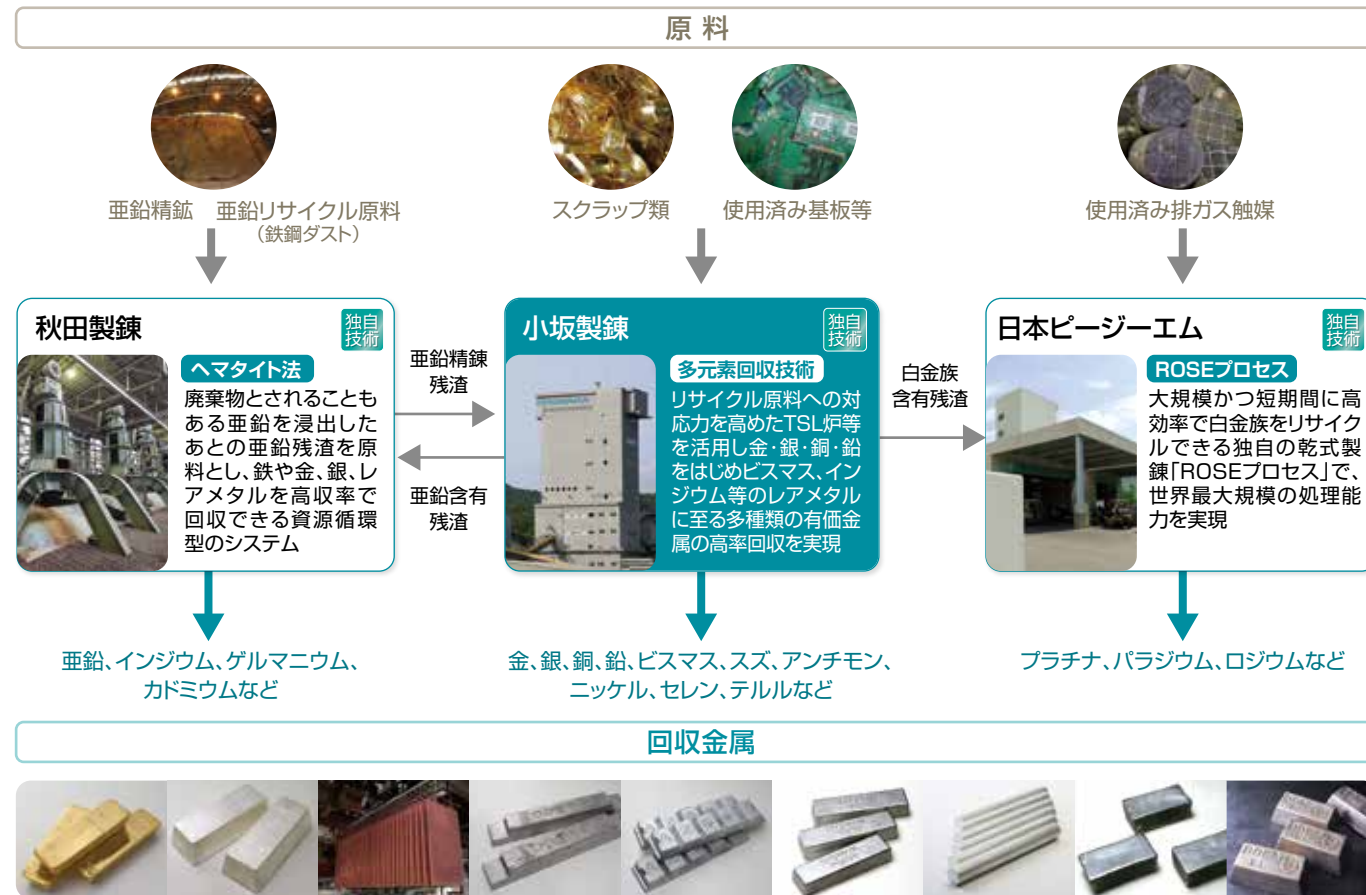 原料
亜鉛精鉱
亜鉛リサイクル原料
（鉄鋼ダスト）
スクラップ類
使用済み基板等
使用済み排ガス触媒
秋田製錬
独自
技術
ヘマタイト法
廃棄物とされることも
ある亜鉛を浸出した
あとの亜鉛残渣を原
料とし、鉄や金、銀、レ
アメタルを高収率で
回収できる資源循環
型のシステム
亜鉛精錬
残渣
亜鉛含有
残渣
小坂製錬
独自
技術
多元素回収技術
リサイクル原料への対
応力を高めたTSL炉等
を活用し金・銀・銅・鉛
をはじめビスマス、イン
ジウム等のレアメタル
に至る多種類の有価金
属の高率回収を実現
白金族
含有残渣
日本ピージーエム
独自
技術
ROSEプロセス
大規模かつ短期間に高
効率で白金族をリサイク
ルできる独自の乾式製
錬「ROSEプロセス」で、
世界最大規模の処理能
力を実現
亜鉛、インジウム、ゲルマニウム、
カドミウムなど
金、銀、銅、鉛、ビスマス、スズ、アンチモン、
ニッケル、セレン、テルルなど
プラチナ、パラジウム、ロジウムなど
回収金属